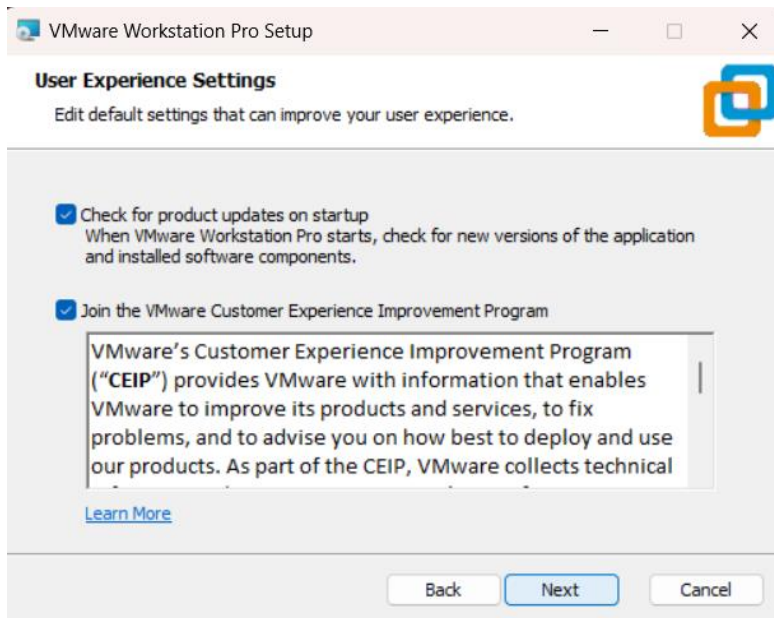 VMware Workstation Pro Setup
User Experience Settings
Edit default settings that can improve your user experience.
Check for product updates on startup
When VMware Workstation Pro starts, check for new versions of the application
and installed software components.
Join the VMware Customer Experience Improvement Program
VMware's Customer Experience Improvement Program
(“CEIP”) provides VMware with information that enables
VMware to improve its products and services, to fix
problems, and to advise you on how best to deploy and use
our products. As part of the CEIP, VMware collects technical
Learn More
Back
Next
Cancel